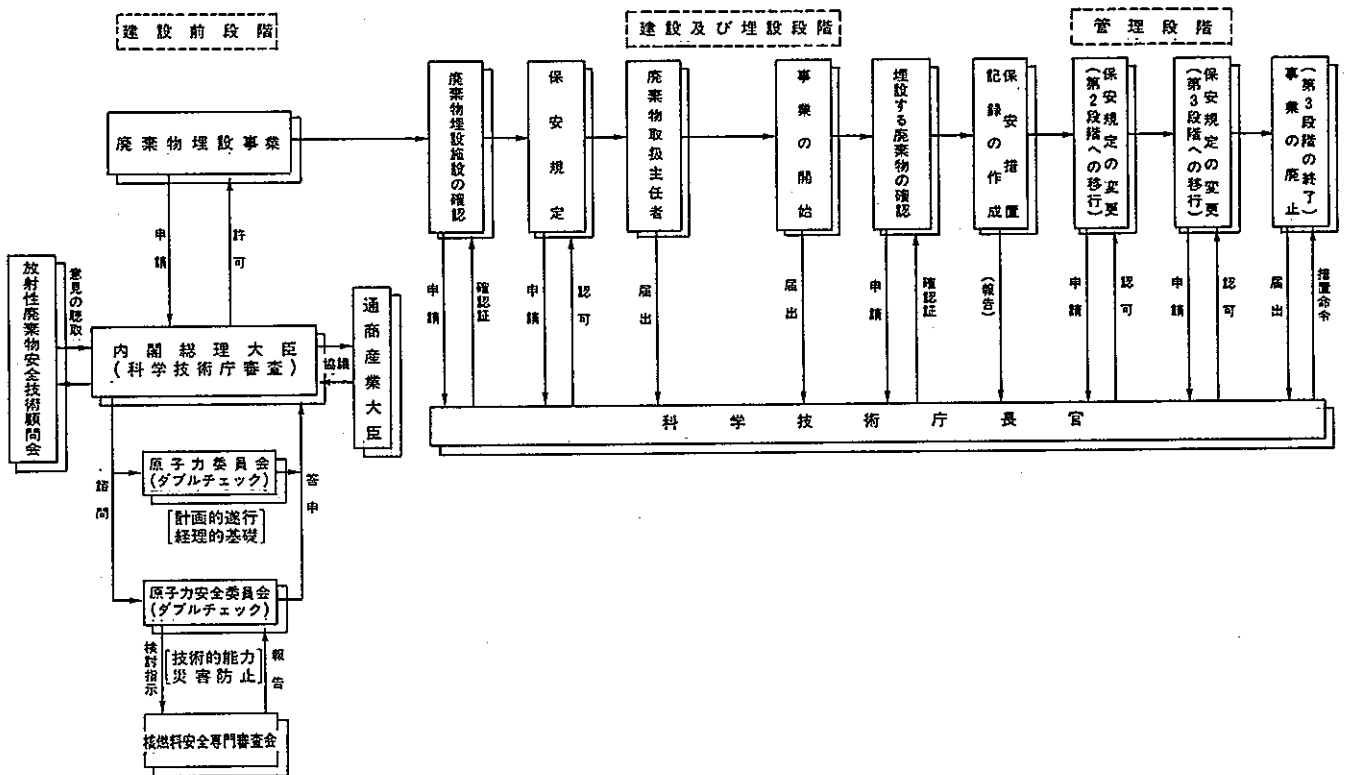 建設前段階
建設及び埋設段階
管理段階
廃棄物埋設事業
廃棄物埋設施設の確認
保安規定
廃棄物取扱主任者
事業の開始
埋設する廃棄物の確認
保安措置
記録の作成
保安規定の変更
(第2段階への移行)
保安規定の変更
(第3段階への移行)
(第3段階の終了)
事業の廃止
申請
許可
申請
確認証
申請
認可
届出
届出
申請
確認証
(報告)
申請
認可
申請
認可
届出
措置命令
放射性廃棄物安全技術顧問会
意見の聴取
内閣総理大臣
(科学技術庁審査)
協議
通商産業大臣
科学技術庁長官
諮問
答申
原子力委員会
(ダブルチェック)
[計画的遂行
経理的基礎]
原子力安全委員会
(ダブルチェック)
検討指示
[技術的能力
災害防止]
報告
核燃料安全専門審査会